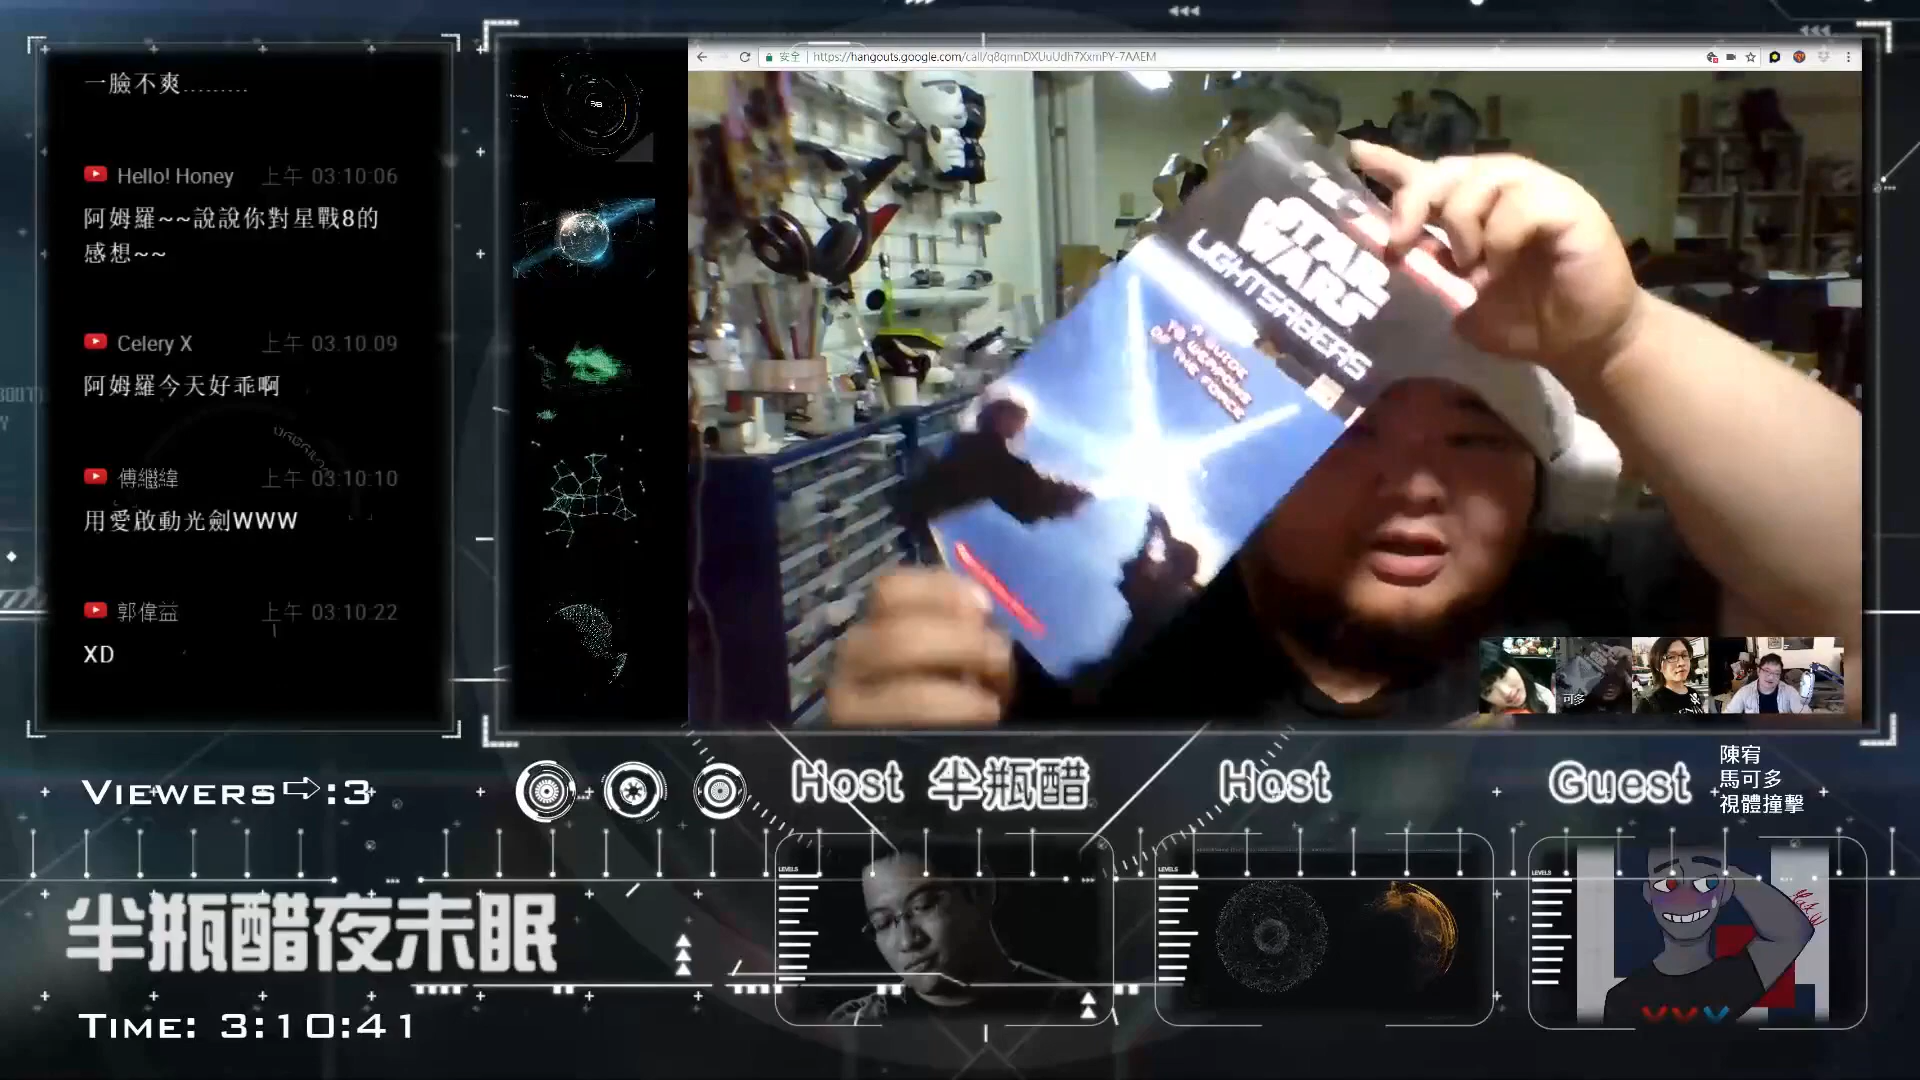 一臉不爽.........
Hello! Honey 上午 03:10:06
阿姆羅~~說說你對星戰8的
感想~~
Celery X 上午 03:10:09
阿姆羅今天好乖啊
傅繼緯 上午 03:10:10
用愛啟動光劍WWW
郭偉益 上午 03:10:22
XD
安全 https://hangouts.google.com/call/q8qmnDXUuUdh7XxmPY-7AAEM
STAR
WARS
LIGHTSABERS
A GUIDE
TO WEAPONS
OF THE FORCE
可多
VIEWERS :3
Host 半瓶醋
Host
Guest
陳宥
馬可多
視體撞擊
LEVELS
LEVELS
LEVELS
半瓶醋夜未眠
TIME: 3:10:41